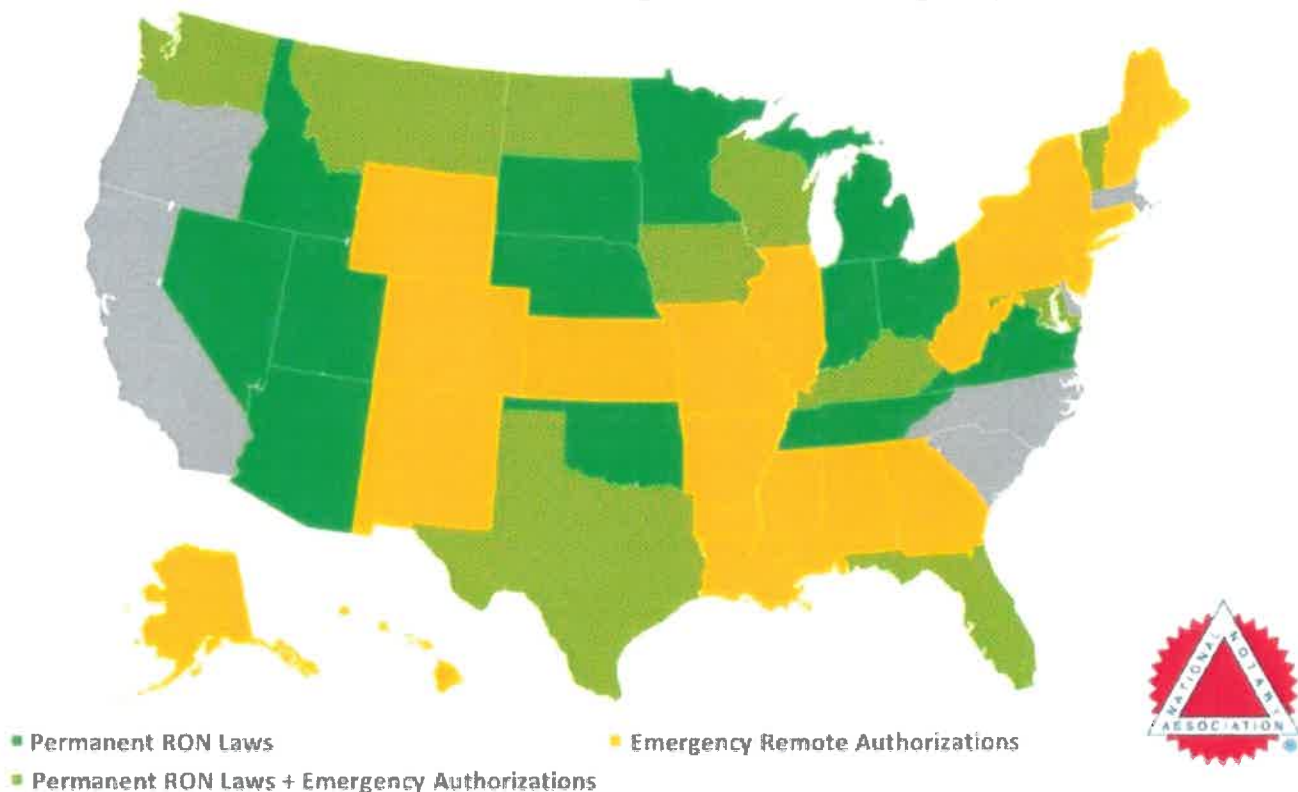 Permanent RON Laws
Emergency Remote Authorizations
Permanent RON Laws + Emergency Authorizations
NATIONAL NOTARY
ASSOCIATION
®